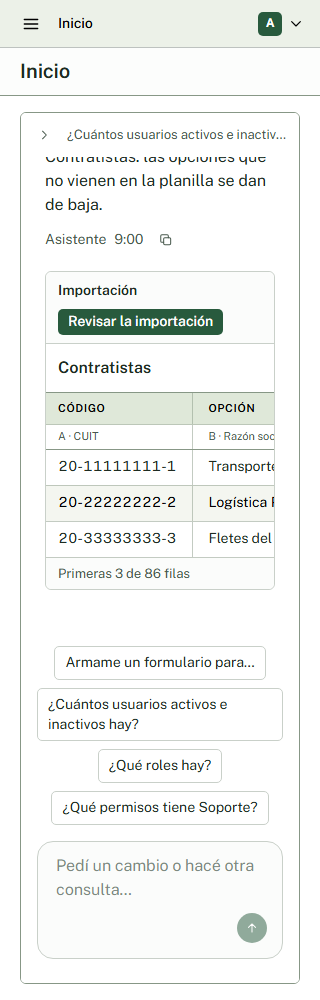 Inicio
A
Inicio
¿Cuántos usuarios activos e inactiv...
Contratistas: las opciones que
no vienen en la planilla se dan
de baja.
Asistente 9:00
Importación
Revisar la importación
Contratistas
CÓDIGO OPCIÓN
A · CUIT B · Razón soc
20-11111111-1 Transporte
20-22222222-2 Logística
20-33333333-3 Fletes del
Primeras 3 de 86 filas
Armame un formulario para...
¿Cuántos usuarios activos e
inactivos hay?
¿Qué roles hay?
¿Qué permisos tiene Soporte?
Pedí un cambio o hacé otra
consulta...